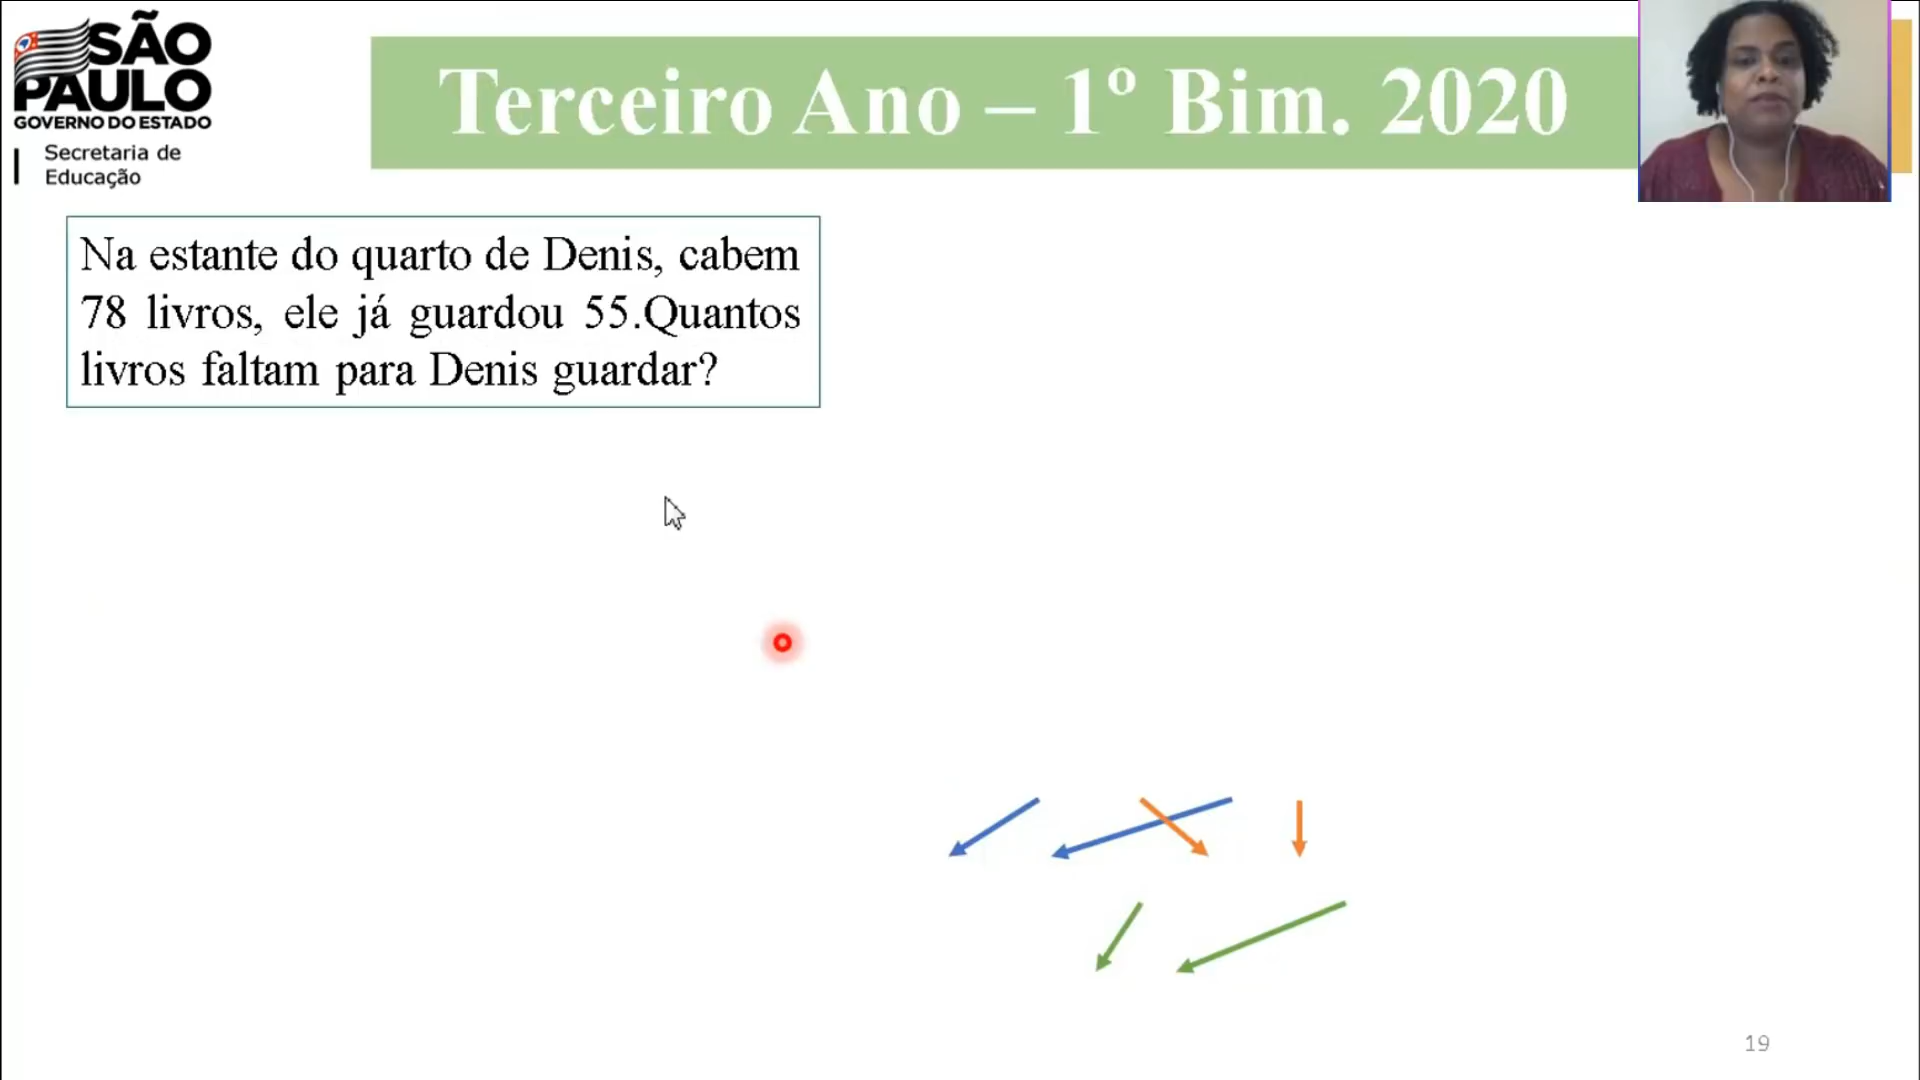 SÃO
PAULO
GOVERNO DO ESTADO
Secretaria de
Educação
Terceiro Ano – 1º Bim. 2020
Na estante do quarto de Denis, cabem
78 livros, ele já guardou 55.Quantos
livros faltam para Denis guardar?
19